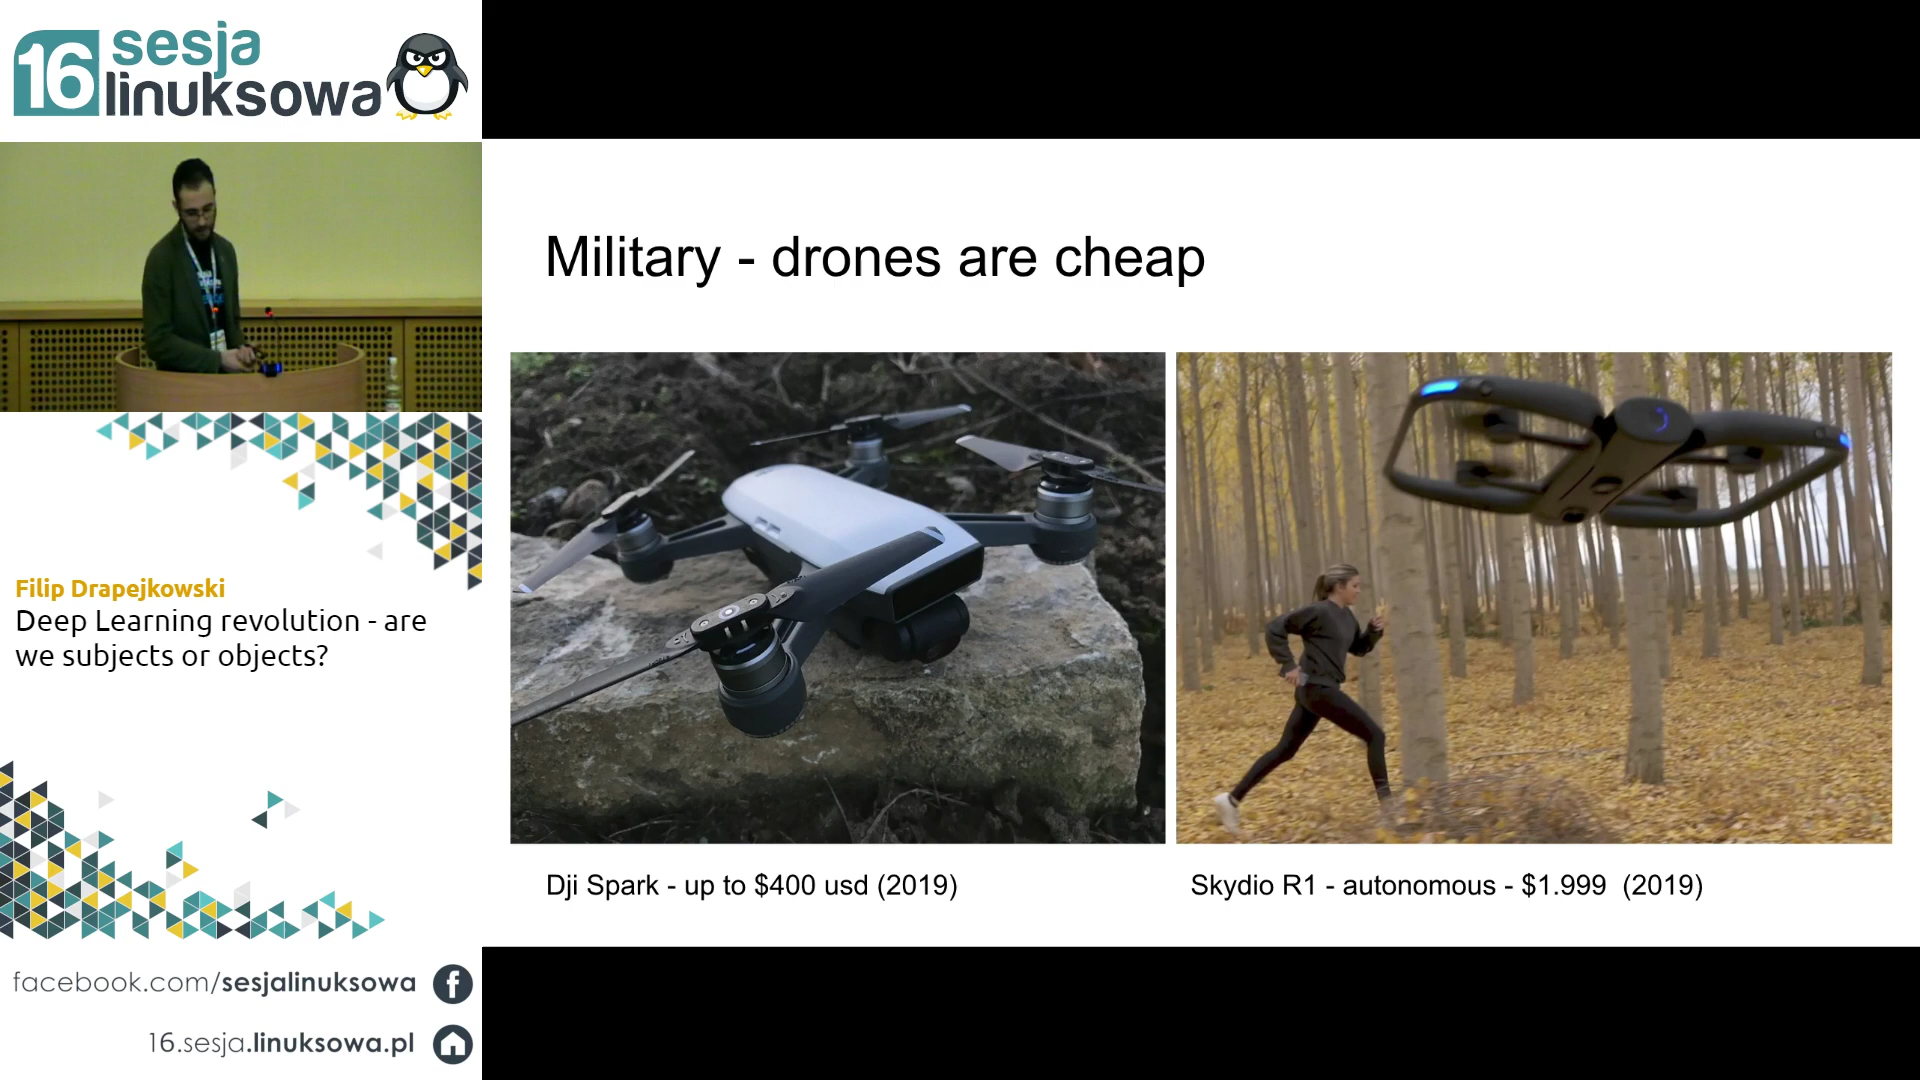 16 sesja
linuksowa
Military - drones are cheap
Filip Drapejkowski
Deep Learning revolution - are
we subjects or objects?
Dji Spark - up to $400 usd (2019)
Skydio R1 - autonomous - $1.999 (2019)
facebook.com/sesjalinuksowa
16.sesja.linuksowa.pl